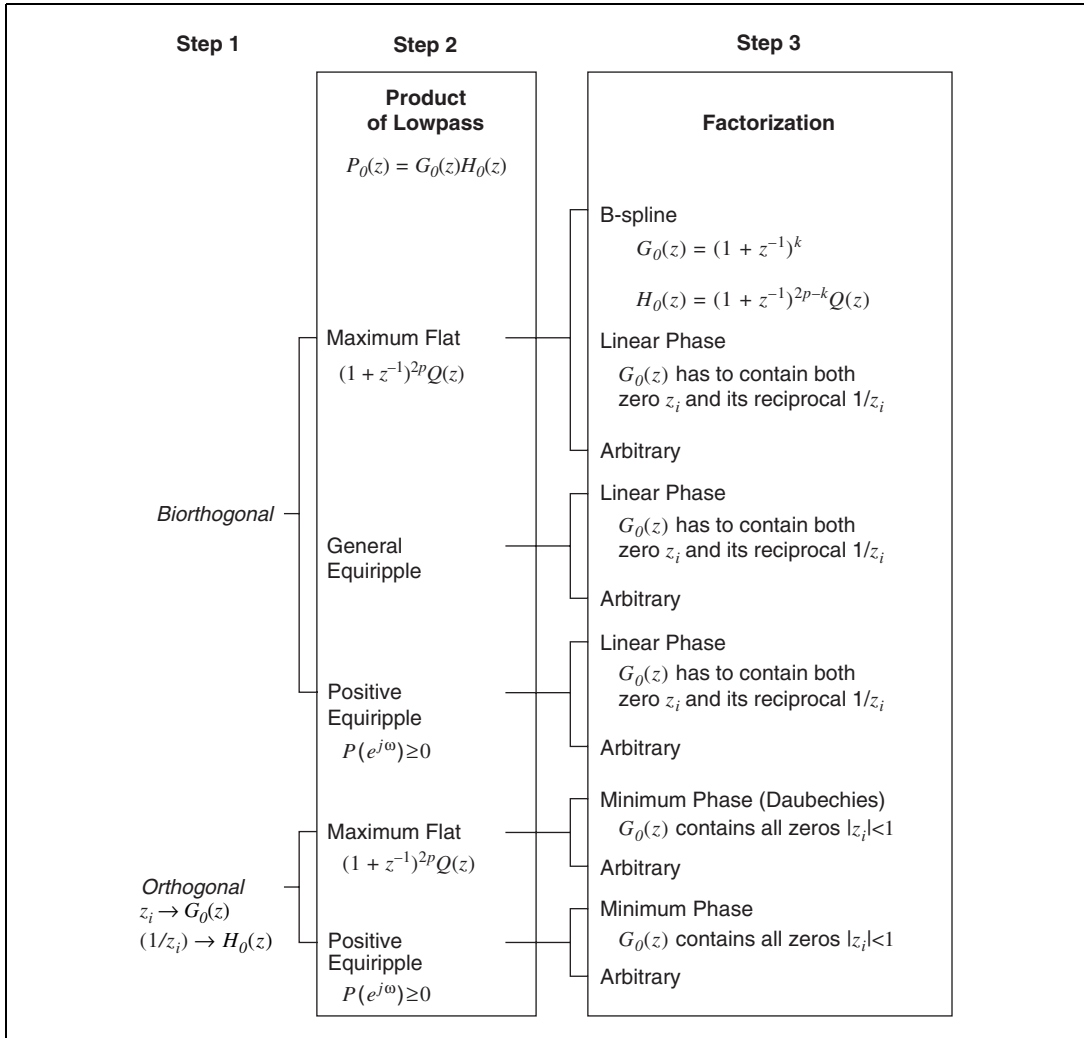 Step 1
Step 2
Step 3
Product
of Lowpass
P₀(z) = G₀(z)H₀(z)
Factorization
Biorthogonal
Maximum Flat
(1 + z⁻¹)²ᵖQ(z)
B-spline
G₀(z) = (1 + z⁻¹)ᵏ
H₀(z) = (1 + z⁻¹)²ᵖ⁻ᵏQ(z)
Linear Phase
G₀(z) has to contain both
zero zᵢ and its reciprocal 1/zᵢ
Arbitrary
General
Equiripple
Linear Phase
G₀(z) has to contain both
zero zᵢ and its reciprocal 1/zᵢ
Arbitrary
Positive
Equiripple
P(e^{jω})≥0
Linear Phase
G₀(z) has to contain both
zero zᵢ and its reciprocal 1/zᵢ
Arbitrary
Orthogonal
zᵢ → G₀(z)
(1/zᵢ) → H₀(z)
Maximum Flat
(1 + z⁻¹)²ᵖQ(z)
Minimum Phase (Daubechies)
G₀(z) contains all zeros |zᵢ|<1
Arbitrary
Positive
Equiripple
P(e^{jω})≥0
Minimum Phase
G₀(z) contains all zeros |zᵢ|<1
Arbitrary